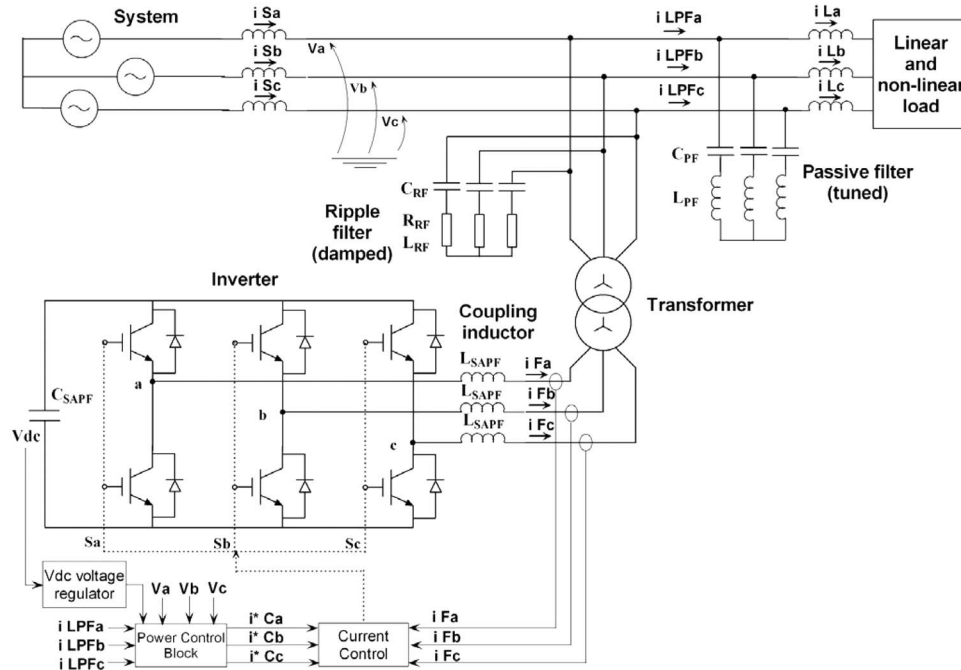 System
i Sa
i Sb
i Sc
Va
Vb
Vc
i LPFa
i LPFb
i LPFc
i La
i Lb
i Lc
Linear
and
non-linear
load
CPF
LPF
Passive filter
(tuned)
CRF
RRF
LRF
Ripple
filter
(damped)
Transformer
Inverter
Coupling
inductor
LSAPF
LSAPF
LSAPF
i Fa
i Fb
i Fc
a
b
c
CSAPF
Vdc
Sa
Sb
Sc
Vdc voltage
regulator
Va
Vb
Vc
i LPFa
i LPFb
i LPFc
Power Control
Block
i* Ca
i* Cb
i* Cc
Current
Control
i Fa
i Fb
i Fc